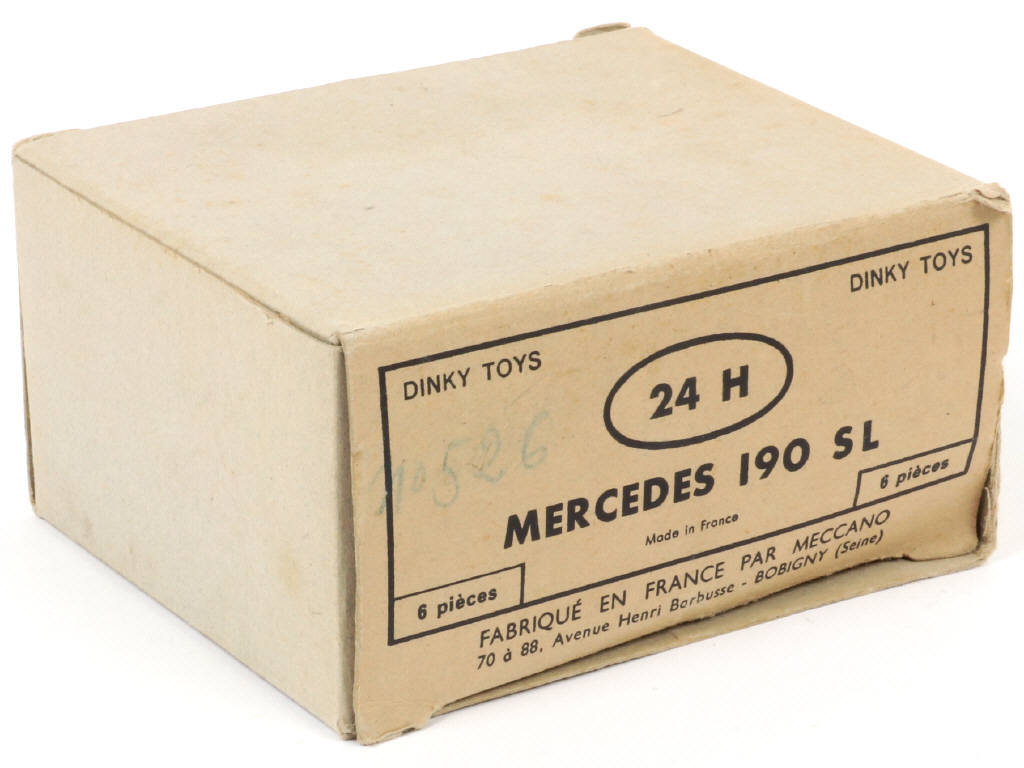 DINKY TOYS
DINKY TOYS
24 H
no 526
MERCEDES 190 SL
Made in France
6 pièces
6 pièces
FABRIQUÉ EN FRANCE PAR MECCANO
70 à 88, Avenue Henri Barbusse - BOBIGNY (Seine)